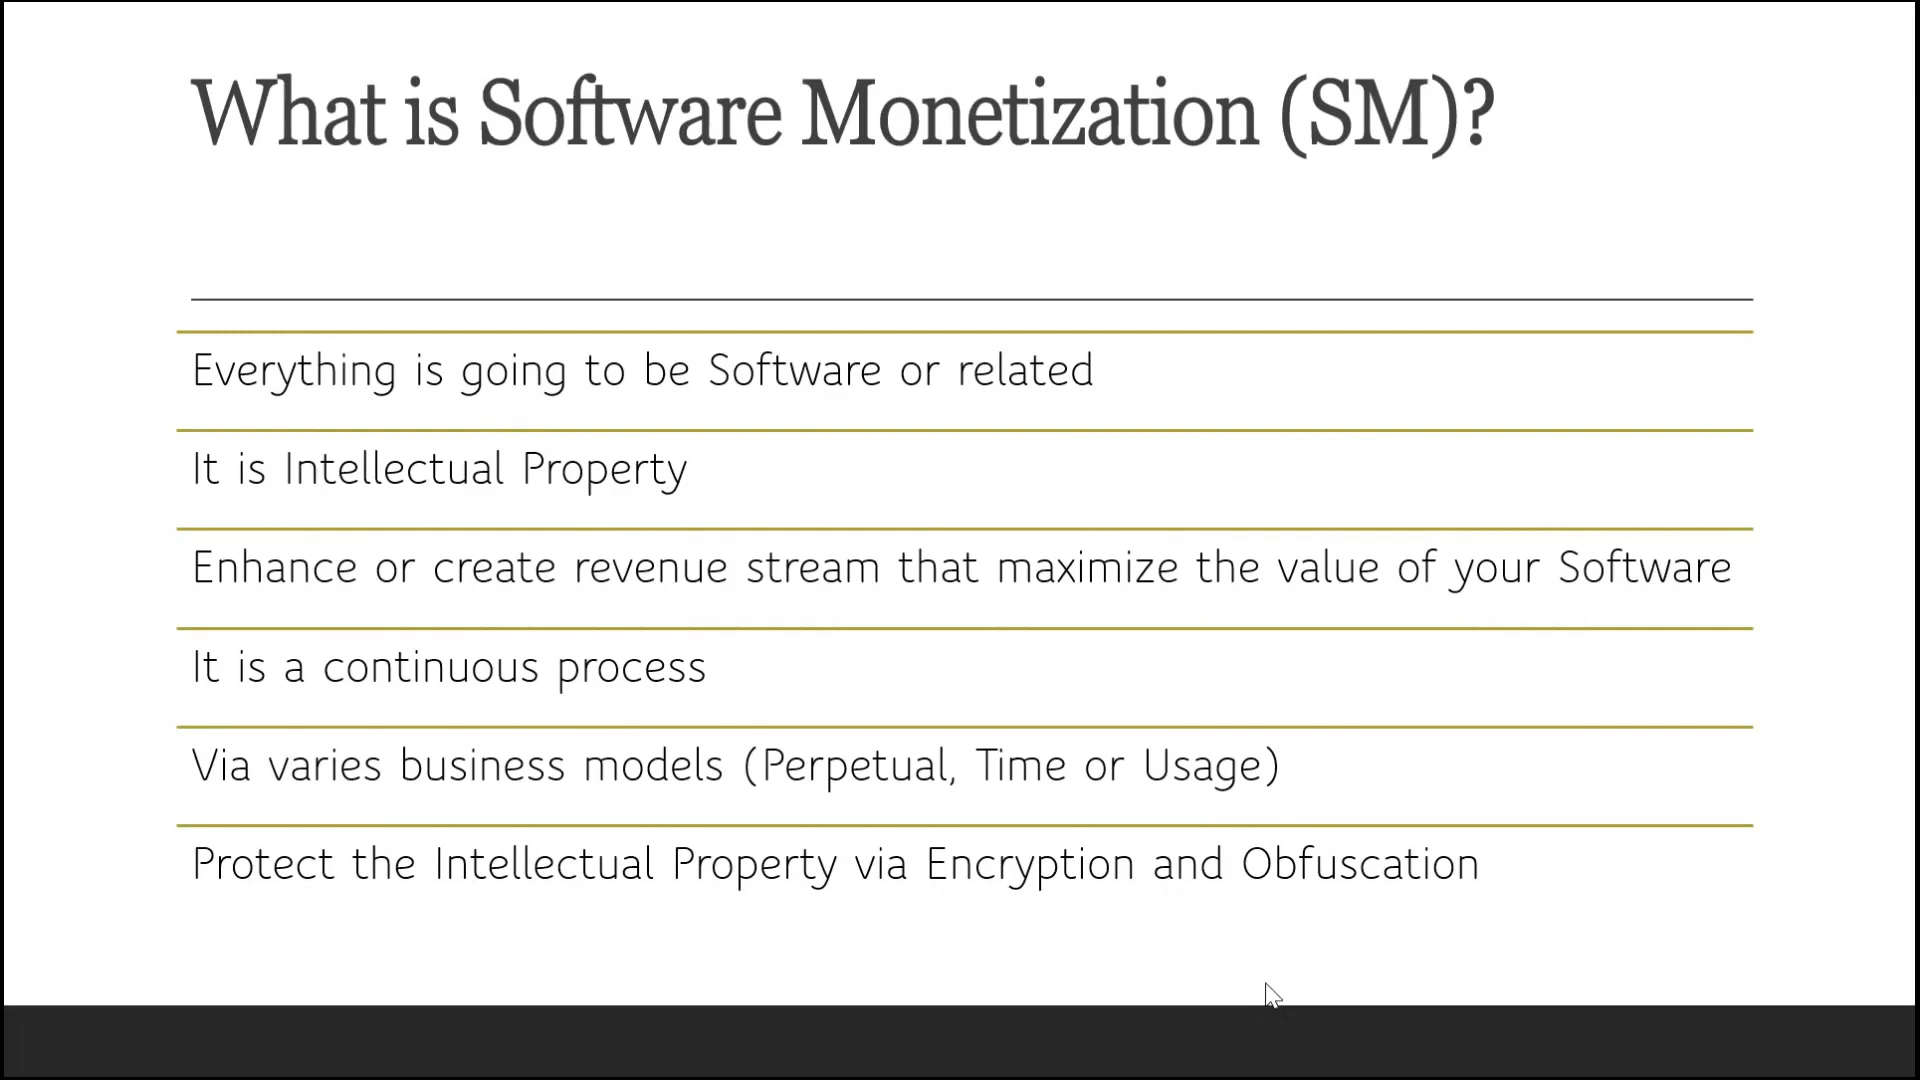 What is Software Monetization (SM)?
Everything is going to be Software or related
It is Intellectual Property
Enhance or create revenue stream that maximize the value of your Software
It is a continuous process
Via varies business models (Perpetual, Time or Usage)
Protect the Intellectual Property via Encryption and Obfuscation